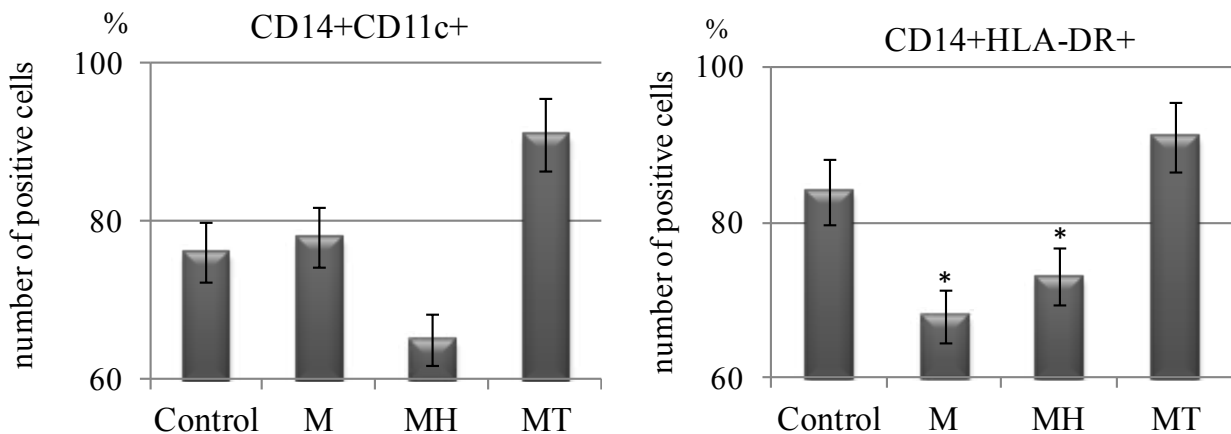 %
CD14+CD11c+
number of positive cells
100
80
60
Control M MH MT
%
CD14+HLA-DR+
number of positive cells
100
80
60
*
*
Control M MH MT